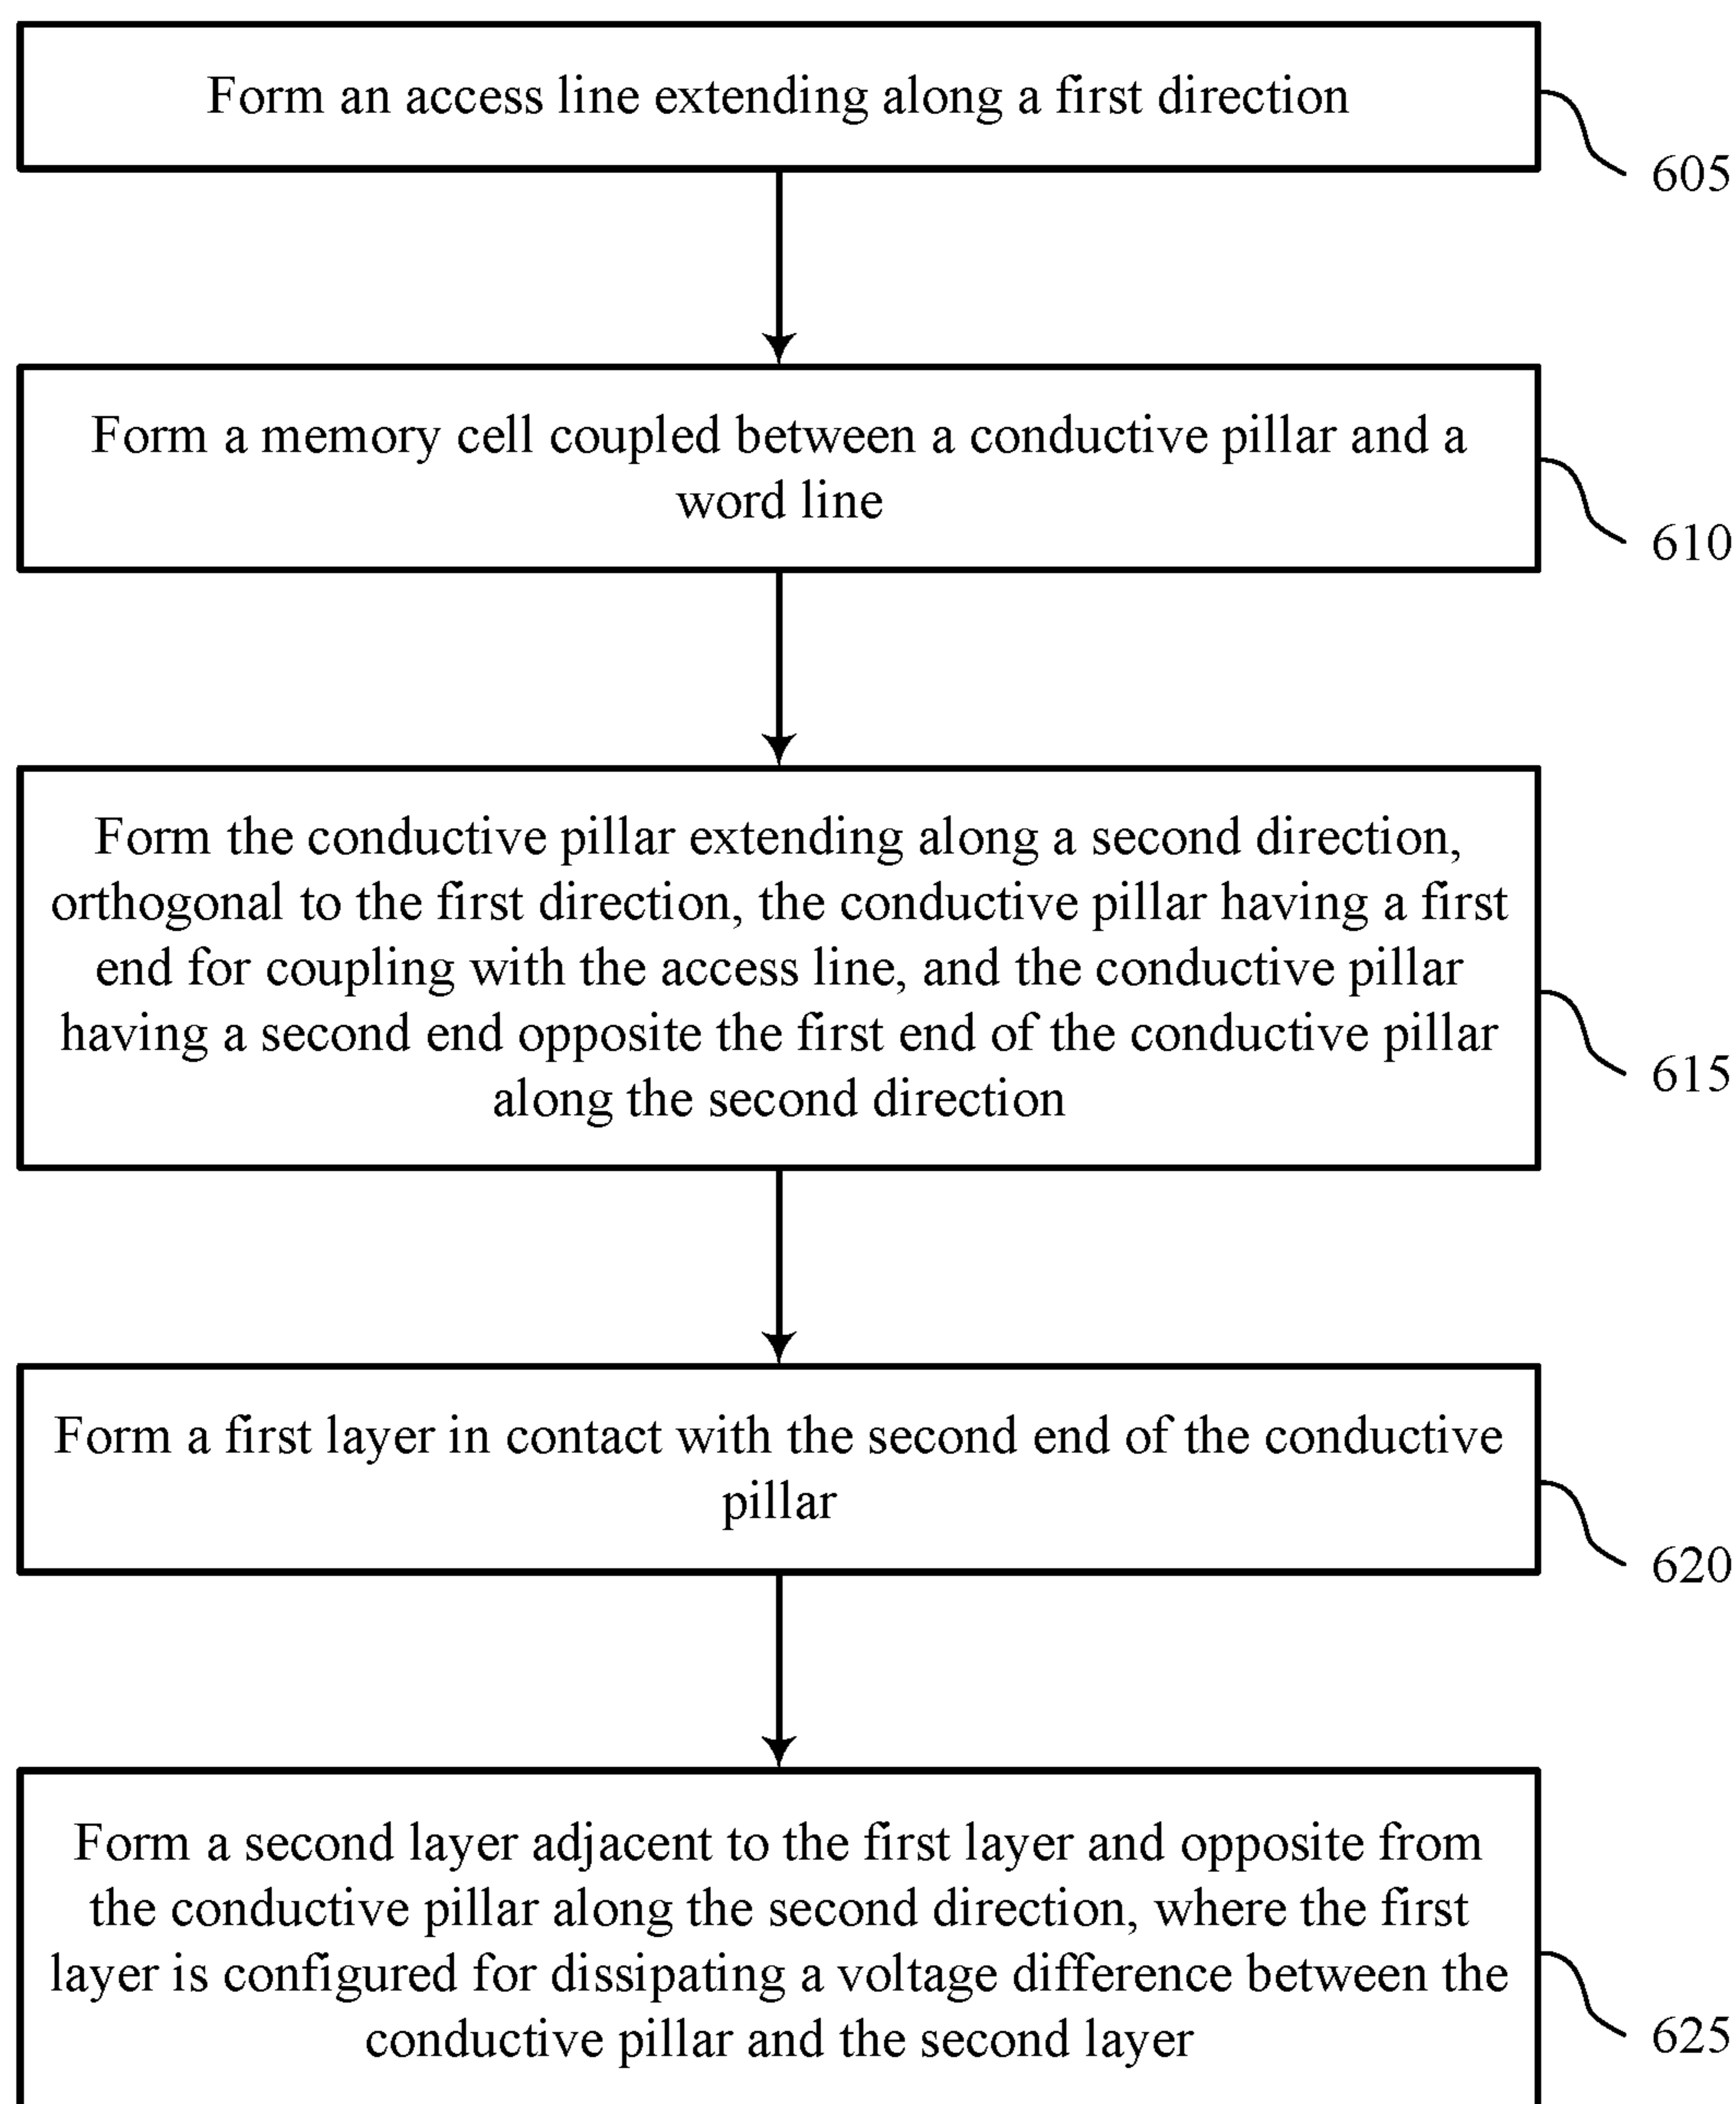 Form an access line extending along a first direction
605
Form a memory cell coupled between a conductive pillar and a
word line
610
Form the conductive pillar extending along a second direction,
orthogonal to the first direction, the conductive pillar having a first
end for coupling with the access line, and the conductive pillar
having a second end opposite the first end of the conductive pillar
along the second direction
615
Form a first layer in contact with the second end of the conductive
pillar
620
Form a second layer adjacent to the first layer and opposite from
the conductive pillar along the second direction, where the first
layer is configured for dissipating a voltage difference between the
conductive pillar and the second layer
625